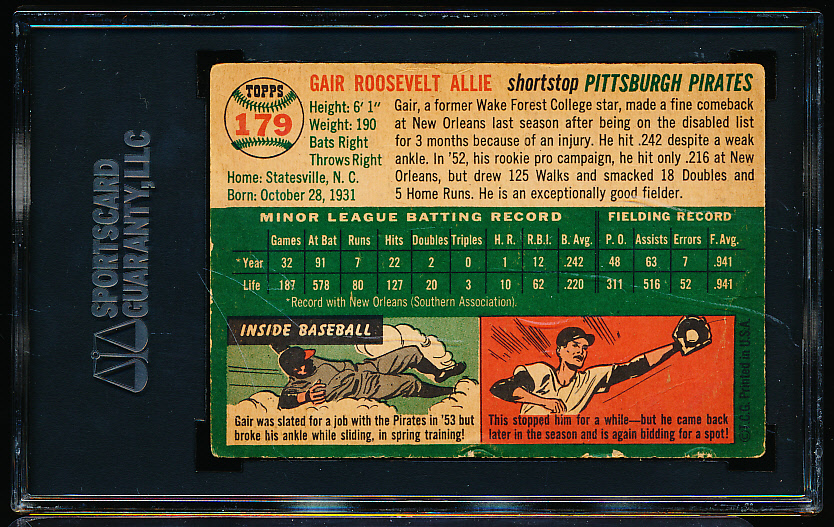 SPORTSCARD
GUARANTY, LLC
TOPPS
179
GAIR ROOSEVELT ALLIE shortstop PITTSBURGH PIRATES
Height: 6' 1"
Weight: 190
Bats Right
Throws Right
Home: Statesville, N. C.
Born: October 28, 1931
Gair, a former Wake Forest College star, made a fine comeback
at New Orleans last season after being on the disabled list
for 3 months because of an injury. He hit .242 despite a weak
ankle. In '52, his rookie pro campaign, he hit only .216 at New
Orleans, but drew 125 Walks and smacked 18 Doubles and
5 Home Runs. He is an exceptionally good fielder.
MINOR LEAGUE BATTING RECORD FIELDING RECORD
Games At Bat Runs Hits Doubles Triples H. R. R.B.I. B. Avg. P. O. Assists Errors F. Avg.
*Year 32 91 7 22 2 0 1 12 .242 48 63 7 .941
Life 187 578 80 127 20 3 10 62 .220 311 516 52 .941
*Record with New Orleans (Southern Association).
INSIDE BASEBALL
Gair was slated for a job with the Pirates in '53 but
broke his ankle while sliding, in spring training!
This stopped him for a while—but he came back
later in the season and is again bidding for a spot!
©T.C.G. Printed in U.S.A.